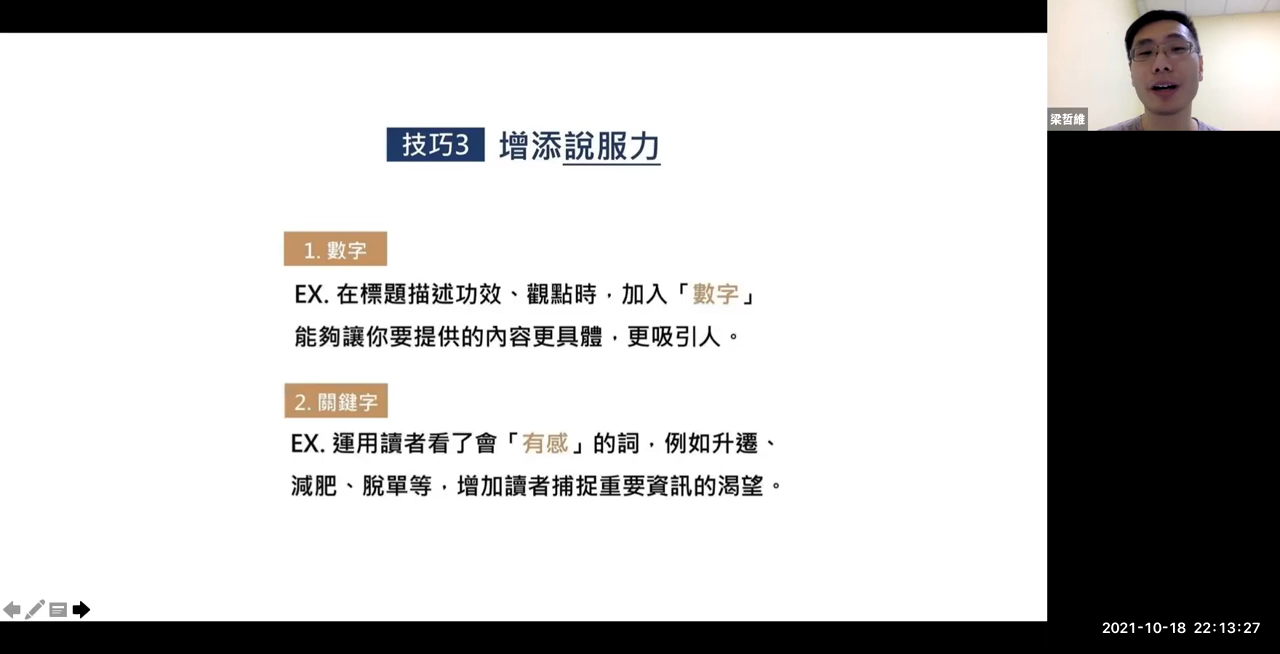 技巧3 增添說服力
1. 數字
EX. 在標題描述功效、觀點時，加入「數字」
能夠讓你要提供的內容更具體，更吸引人。
2. 關鍵字
EX. 運用讀者看了會「有感」的詞，例如升遷、
減肥、脫單等，增加讀者捕捉重要資訊的渴望。
梁哲維
2021-10-18 22:13:27